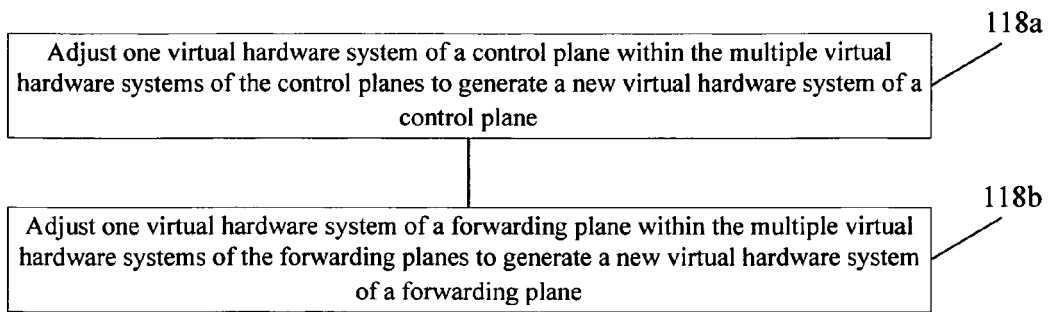 118a
Adjust one virtual hardware system of a control plane within the multiple virtual
hardware systems of the control planes to generate a new virtual hardware system of a
control plane
118b
Adjust one virtual hardware system of a forwarding plane within the multiple virtual
hardware systems of the forwarding planes to generate a new virtual hardware system
of a forwarding plane